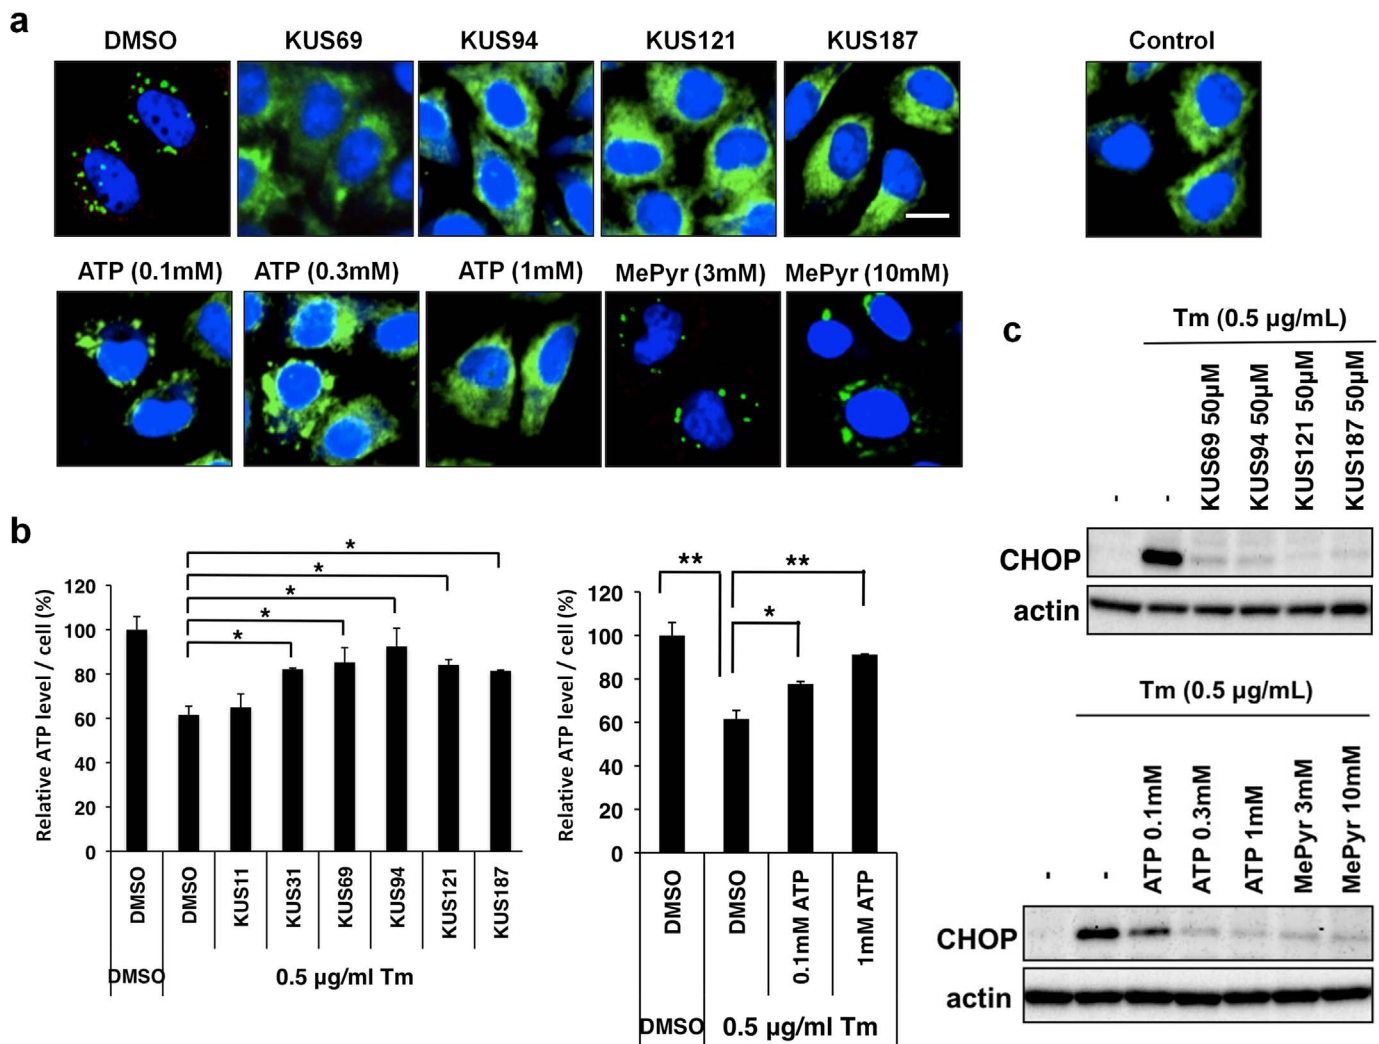 a
DMSO KUS69 KUS94 KUS121 KUS187 Control
ATP (0.1mM) ATP (0.3mM) ATP (1mM) MePyr (3mM) MePyr (10mM)
b
Relative ATP level / cell (%)
120
100
80
60
40
20
0
* * * * *
DMSO DMSO KUS11 KUS31 KUS69 KUS94 KUS121 KUS187
DMSO 0.5 µg/ml Tm
Relative ATP level / cell (%)
120
100
80
60
40
20
0
** * **
DMSO DMSO 0.1mM ATP 1mM ATP
DMSO 0.5 µg/ml Tm
c
Tm (0.5 µg/mL)
- - KUS69 50µM KUS94 50µM KUS121 50µM KUS187 50µM
CHOP
actin
Tm (0.5 µg/mL)
- - ATP 0.1mM ATP 0.3mM ATP 1mM MePyr 3mM MePyr 10mM
CHOP
actin